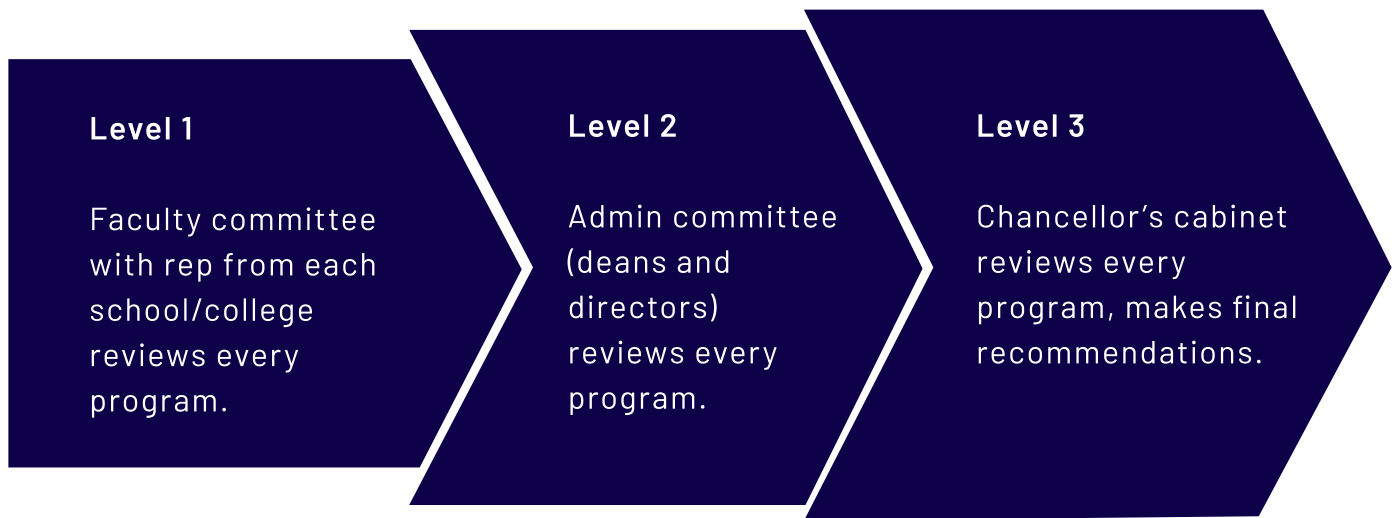 Level 1
Faculty committee
with rep from each
school/college
reviews every
program.
Level 2
Admin committee
(deans and
directors)
reviews every
program.
Level 3
Chancellor’s cabinet
reviews every
program, makes final
recommendations.